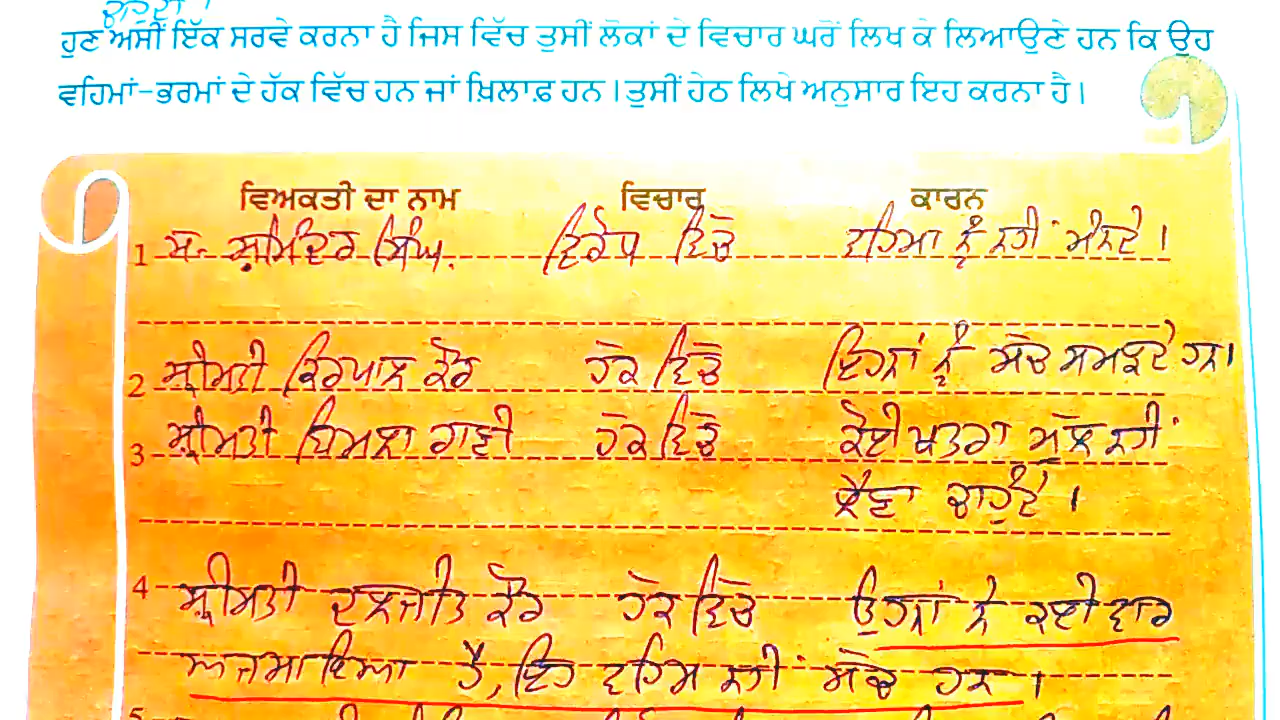 ਚਾਹੁੰਦਾ ।
ਹੁਣ ਅਸੀਂ ਇੱਕ ਸਰਵੇ ਕਰਨਾ ਹੈ ਜਿਸ ਵਿੱਚ ਤੁਸੀਂ ਲੋਕਾਂ ਦੇ ਵਿਚਾਰ ਘਰੋਂ ਲਿਖ ਕੇ ਲਿਆਉਣੇ ਹਨ ਕਿ ਉਹ
ਵਹਿਮਾਂ-ਭਰਮਾਂ ਦੇ ਹੱਕ ਵਿੱਚ ਹਨ ਜਾਂ ਖ਼ਿਲਾਫ਼ ਹਨ । ਤੁਸੀਂ ਹੇਠ ਲਿਖੇ ਅਨੁਸਾਰ ਇਹ ਕਰਨਾ ਹੈ ।
ਵਿਅਕਤੀ ਦਾ ਨਾਮ ਵਿਚਾਰ ਕਾਰਨ
1 ਸ. ਸ਼ਮਿੰਦਰ ਸਿੰਘ. ਵਿਰੋਧ ਵਿੱਚ ਵਹਿਮਾ ਨੂੰ ਨਹੀਂ ਮੰਨਦੇ ।
2 ਸ਼੍ਰੀਮਤੀ ਕਿਰਪਾਲ ਕੌਰ ਹੱਕ ਵਿੱਚ ਇਹਨਾਂ ਨੂੰ ਸੱਚ ਸਮਝਦੇ ਹਨ।
3 ਸ਼੍ਰੀਮਤੀ ਬਿਮਲਾ ਰਾਣੀ ਹੱਕ ਵਿੱਚ ਕੋਈ ਖਤਰਾ ਮੁੱਲ ਨਹੀਂ
ਲੈਣਾ ਚਾਹੁੰਦੇ ।
4 ਸ਼੍ਰੀਮਤੀ ਦਲਜੀਤ ਕੌਰ ਹੱਕ ਵਿੱਚ ਉਹਨਾਂ ਨੇ ਕਈ ਵਾਰ
ਅਜਮਾਇਆ ਹੈ, ਇਹ ਵਹਿਮ ਨਹੀਂ ਸੱਚ ਹਨ ।
5